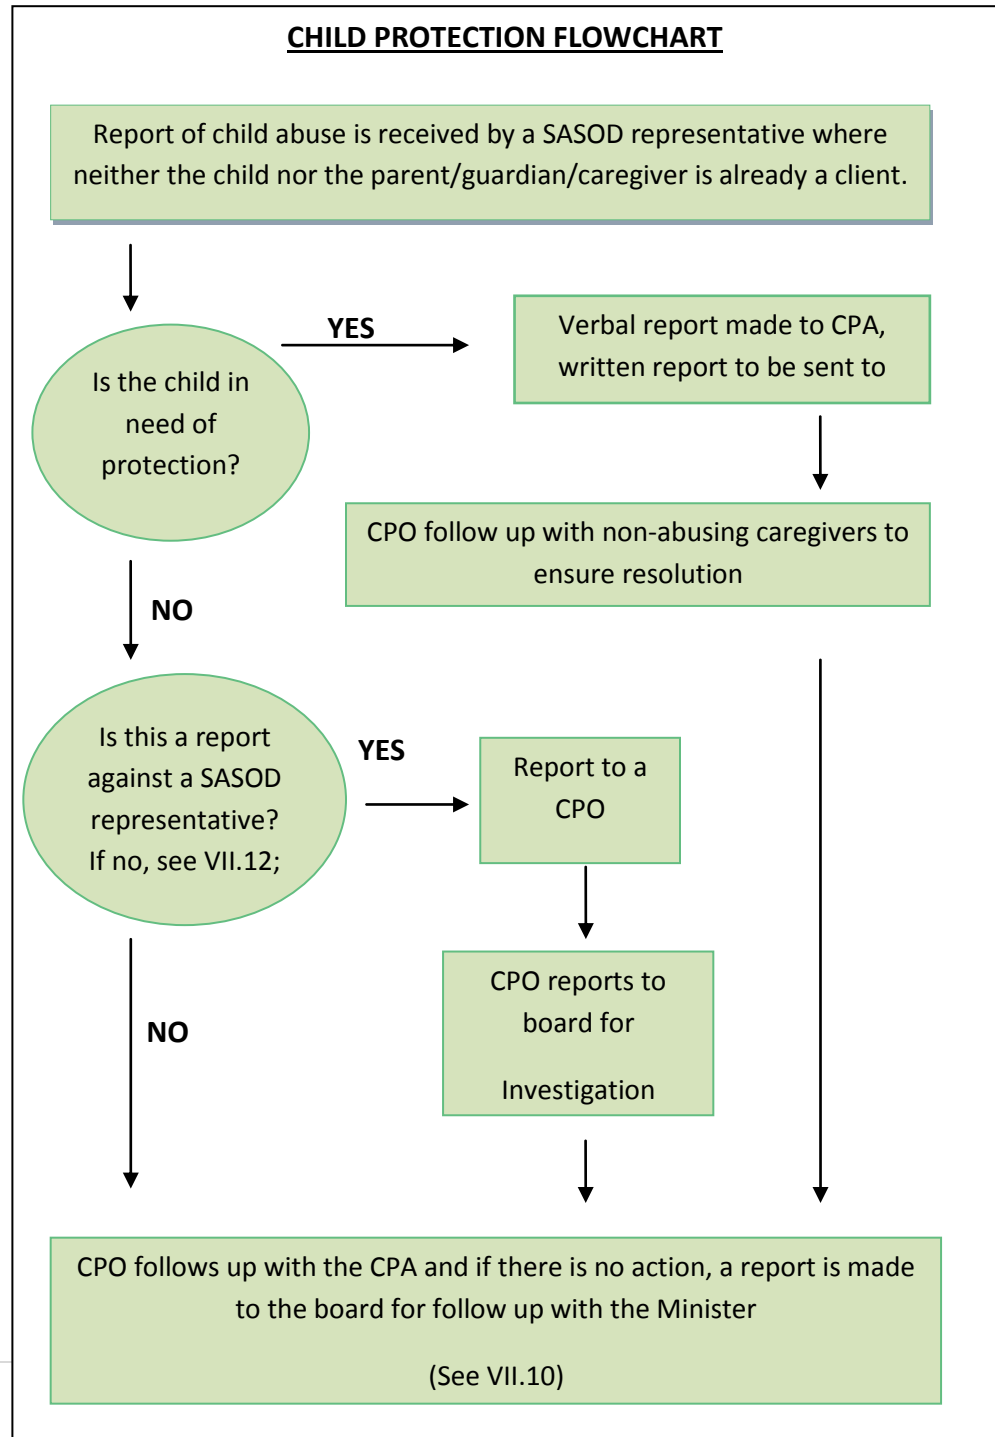 CHILD PROTECTION FLOWCHART
Report of child abuse is received by a SASOD representative where
neither the child nor the parent/guardian/caregiver is already a client.
YES
Verbal report made to CPA,
written report to be sent to
Is the child in
need of
protection?
CPO follow up with non-abusing caregivers to
ensure resolution
NO
Is this a report
against a SASOD
representative?
If no, see VII.12;
YES
Report to a
CPO
CPO reports to
board for
Investigation
NO
CPO follows up with the CPA and if there is no action, a report is made
to the board for follow up with the Minister
(See VII.10)